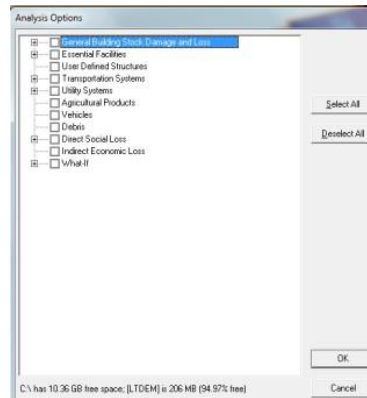 Analysis Options
General Building Stock Damage and Loss
Essential Facilities
User Defined Structures
Transportation Systems
Utility Systems
Agricultural Products
Vehicles
Debris
Direct Social Loss
Indirect Economic Loss
What-If
Select All
Deselect All
OK
C:\ has 10.36 GB free space; [LTDEM] is 206 MB (94.97% free)
Cancel